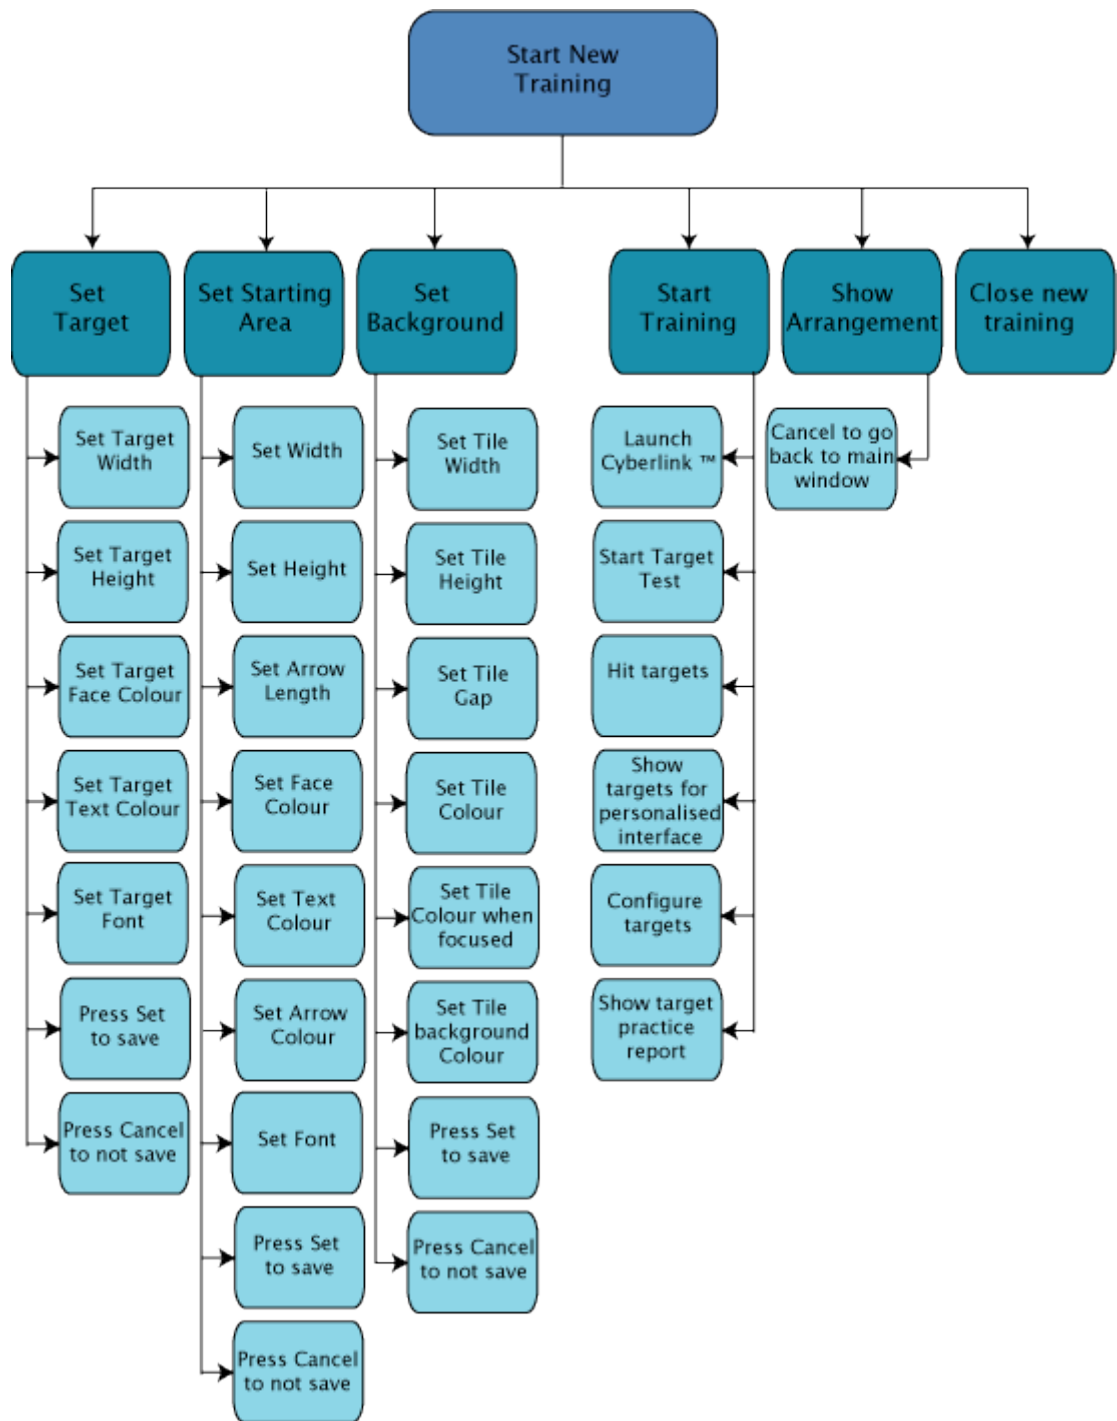 Start New
Training
Set
Target
Set Starting
Area
Set
Background
Start
Training
Show
Arrangement
Close new
training
Set Target
Width
Set Target
Height
Set Target
Face Colour
Set Target
Text Colour
Set Target
Font
Press Set
to save
Press Cancel
to not save
Set Width
Set Height
Set Arrow
Length
Set Face
Colour
Set Text
Colour
Set Arrow
Colour
Set Font
Press Set
to save
Press Cancel
to not save
Set Tile
Width
Set Tile
Height
Set Tile
Gap
Set Tile
Colour
Set Tile
Colour when
focused
Set Tile
background
Colour
Press Set
to save
Press Cancel
to not save
Launch
Cyberlink ™
Start Target
Test
Hit targets
Show
targets for
personalised
interface
Configure
targets
Show target
practice
report
Cancel to go
back to main
window